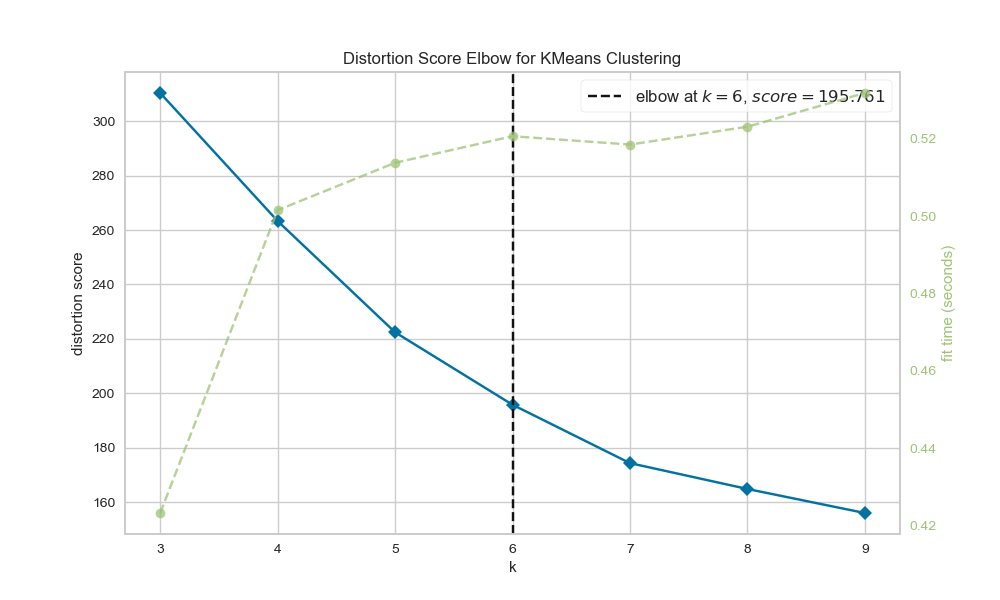 Distortion Score Elbow for KMeans Clustering
elbow at k = 6, score = 195.761
distortion score
300
280
260
240
220
200
180
160
0.52
0.50
0.48
0.46
0.44
0.42
fit time (seconds)
3 4 5 6 7 8 9
k